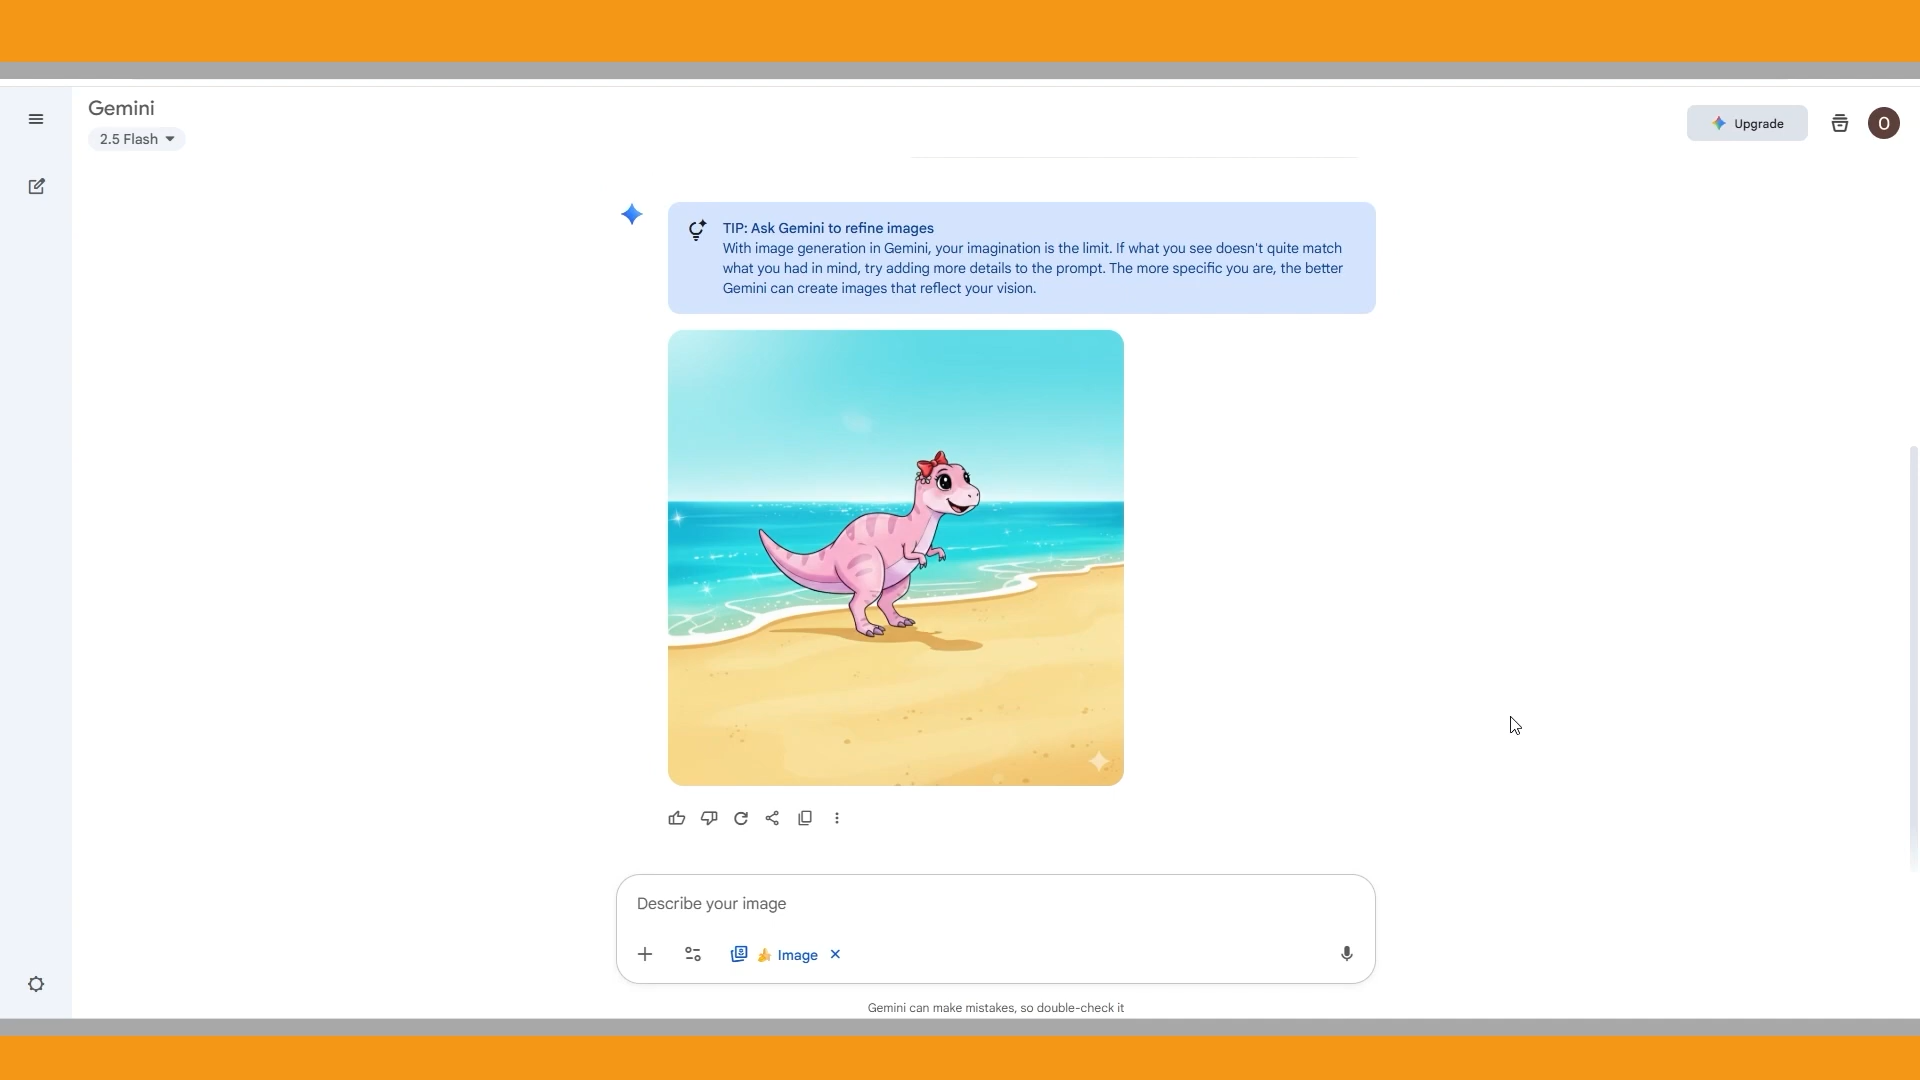 Gemini
2.5 Flash
Upgrade
O
TIP: Ask Gemini to refine images
With image generation in Gemini, your imagination is the limit. If what you see doesn't quite match
what you had in mind, try adding more details to the prompt. The more specific you are, the better
Gemini can create images that reflect your vision.
Describe your image
Image
Gemini can make mistakes, so double-check it